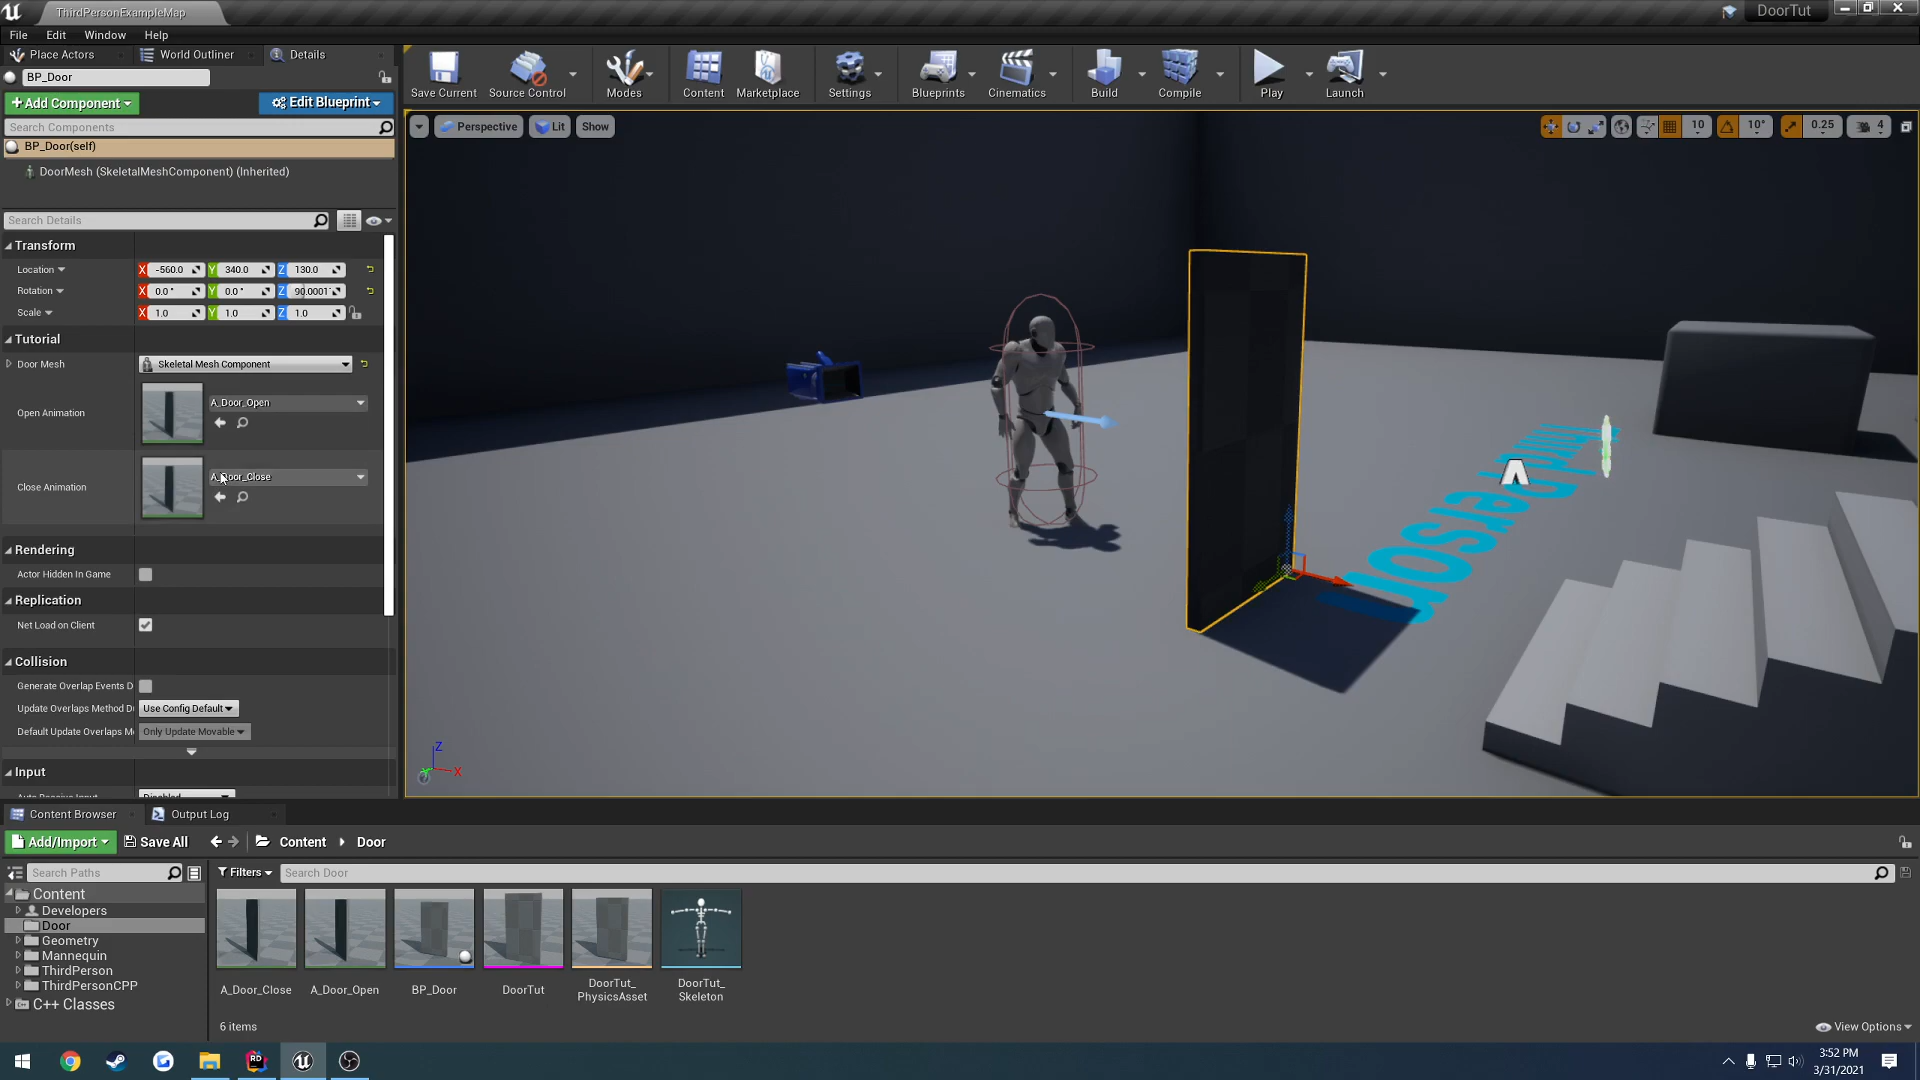 ThirdPersonExampleMap
DoorTut
File Edit Window Help
Place Actors World Outliner Details
BP_Door
+Add Component Edit Blueprint
Search Components
BP_Door(self)
DoorMesh (SkeletalMeshComponent) (Inherited)
Search Details
Transform
Location X -560.0 Y 340.0 Z 130.0
Rotation X 0.0° Y 0.0° Z 90.0001°
Scale X 1.0 Y 1.0 Z 1.0
Tutorial
Door Mesh Skeletal Mesh Component
Open Animation A_Door_Open
Close Animation A_Door_Close
Rendering
Actor Hidden In Game
Replication
Net Load on Client
Collision
Generate Overlap Events D
Update Overlaps Method D Use Config Default
Default Update Overlaps M Only Update Movable
Input
Auto Receive Input Disabled
Save Current Source Control Modes Content Marketplace Settings Blueprints Cinematics Build Compile Play Launch
Perspective Lit Show
10 10° 0.25 4
Z
X
Content Browser Output Log
Add/Import Save All Content Door
Search Paths
Filters Search Door
Content
Developers
Door
Geometry
Mannequin
ThirdPerson
ThirdPersonCPP
C++ Classes
A_Door_Close A_Door_Open BP_Door DoorTut DoorTut_ DoorTut_
PhysicsAsset Skeleton
6 items View Options
3:52 PM
3/31/2021